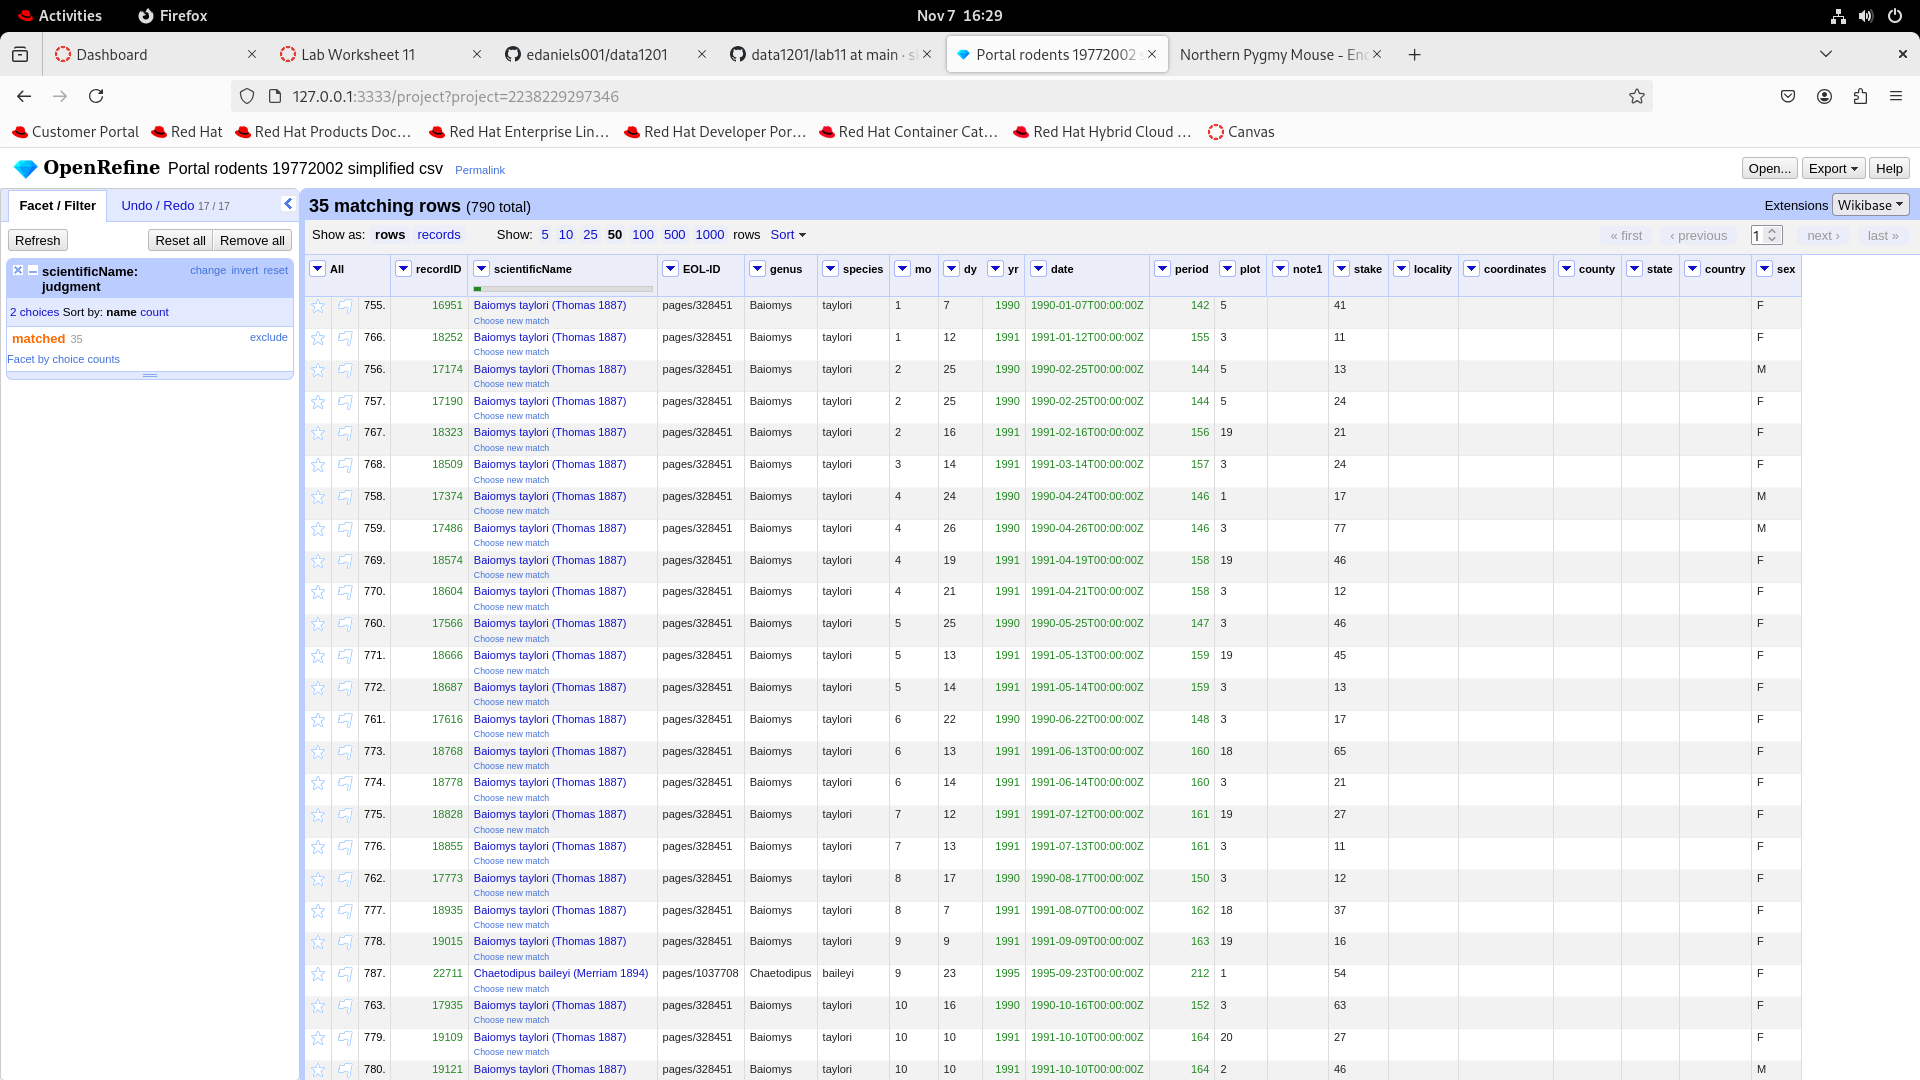 Activities Firefox Nov 7 16:29
Dashboard Lab Worksheet 11 edaniels001/data1201 data1201/lab11 at main · s Portal rodents 19772002 s Northern Pygmy Mouse - En
127.0.0.1:3333/project?project=2238229297346
Customer Portal Red Hat Red Hat Products Doc… Red Hat Enterprise Lin… Red Hat Developer Por… Red Hat Container Cat… Red Hat Hybrid Cloud … Canvas
OpenRefine Portal rodents 19772002 simplified csv Permalink Open... Export Help
Facet / Filter Undo / Redo 17 / 17 35 matching rows (790 total) Extensions Wikibase
Refresh Reset all Remove all Show as: rows records Show: 5 10 25 50 100 500 1000 rows Sort « first ‹ previous 1 next › last »
scientificName: judgment change invert reset
2 choices Sort by: name count
matched 35 exclude
Facet by choice counts
All recordID scientificName EOL-ID genus species mo dy yr date period plot note1 stake locality coordinates county state country sex
755. 16951 Baiomys taylori (Thomas 1887) pages/328451 Baiomys taylori 1 7 1990 1990-01-07T00:00:00Z 142 5 41 F
Choose new match
766. 18252 Baiomys taylori (Thomas 1887) pages/328451 Baiomys taylori 1 12 1991 1991-01-12T00:00:00Z 155 3 11 F
Choose new match
756. 17174 Baiomys taylori (Thomas 1887) pages/328451 Baiomys taylori 2 25 1990 1990-02-25T00:00:00Z 144 5 13 M
Choose new match
757. 17190 Baiomys taylori (Thomas 1887) pages/328451 Baiomys taylori 2 25 1990 1990-02-25T00:00:00Z 144 5 24 F
Choose new match
767. 18323 Baiomys taylori (Thomas 1887) pages/328451 Baiomys taylori 2 16 1991 1991-02-16T00:00:00Z 156 19 21 F
Choose new match
768. 18509 Baiomys taylori (Thomas 1887) pages/328451 Baiomys taylori 3 14 1991 1991-03-14T00:00:00Z 157 3 24 F
Choose new match
758. 17374 Baiomys taylori (Thomas 1887) pages/328451 Baiomys taylori 4 24 1990 1990-04-24T00:00:00Z 146 1 17 M
Choose new match
759. 17486 Baiomys taylori (Thomas 1887) pages/328451 Baiomys taylori 4 26 1990 1990-04-26T00:00:00Z 146 3 77 M
Choose new match
769. 18574 Baiomys taylori (Thomas 1887) pages/328451 Baiomys taylori 4 19 1991 1991-04-19T00:00:00Z 158 19 46 F
Choose new match
770. 18604 Baiomys taylori (Thomas 1887) pages/328451 Baiomys taylori 4 21 1991 1991-04-21T00:00:00Z 158 3 12 F
Choose new match
760. 17566 Baiomys taylori (Thomas 1887) pages/328451 Baiomys taylori 5 25 1990 1990-05-25T00:00:00Z 147 3 46 F
Choose new match
771. 18666 Baiomys taylori (Thomas 1887) pages/328451 Baiomys taylori 5 13 1991 1991-05-13T00:00:00Z 159 19 45 F
Choose new match
772. 18687 Baiomys taylori (Thomas 1887) pages/328451 Baiomys taylori 5 14 1991 1991-05-14T00:00:00Z 159 3 13 F
Choose new match
761. 17616 Baiomys taylori (Thomas 1887) pages/328451 Baiomys taylori 6 22 1990 1990-06-22T00:00:00Z 148 3 17 F
Choose new match
773. 18768 Baiomys taylori (Thomas 1887) pages/328451 Baiomys taylori 6 13 1991 1991-06-13T00:00:00Z 160 18 65 F
Choose new match
774. 18778 Baiomys taylori (Thomas 1887) pages/328451 Baiomys taylori 6 14 1991 1991-06-14T00:00:00Z 160 3 21 F
Choose new match
775. 18828 Baiomys taylori (Thomas 1887) pages/328451 Baiomys taylori 7 12 1991 1991-07-12T00:00:00Z 161 19 27 F
Choose new match
776. 18855 Baiomys taylori (Thomas 1887) pages/328451 Baiomys taylori 7 13 1991 1991-07-13T00:00:00Z 161 3 11 F
Choose new match
762. 17773 Baiomys taylori (Thomas 1887) pages/328451 Baiomys taylori 8 17 1990 1990-08-17T00:00:00Z 150 3 12 F
Choose new match
777. 18935 Baiomys taylori (Thomas 1887) pages/328451 Baiomys taylori 8 7 1991 1991-08-07T00:00:00Z 162 18 37 F
Choose new match
778. 19015 Baiomys taylori (Thomas 1887) pages/328451 Baiomys taylori 9 9 1991 1991-09-09T00:00:00Z 163 19 16 F
Choose new match
787. 22711 Chaetodipus baileyi (Merriam 1894) pages/1037708 Chaetodipus baileyi 9 23 1995 1995-09-23T00:00:00Z 212 1 54 F
Choose new match
763. 17935 Baiomys taylori (Thomas 1887) pages/328451 Baiomys taylori 10 16 1990 1990-10-16T00:00:00Z 152 3 63 F
Choose new match
779. 19109 Baiomys taylori (Thomas 1887) pages/328451 Baiomys taylori 10 10 1991 1991-10-10T00:00:00Z 164 20 27 F
Choose new match
780. 19121 Baiomys taylori (Thomas 1887) pages/328451 Baiomys taylori 10 10 1991 1991-10-10T00:00:00Z 164 2 46 M